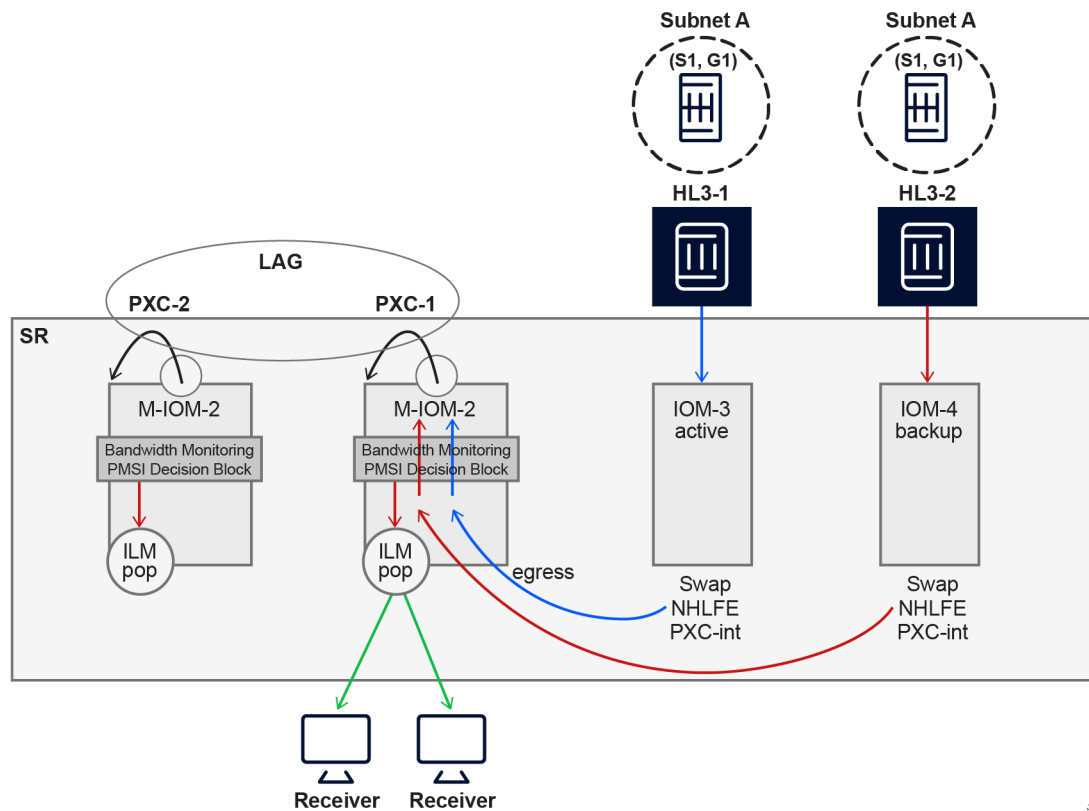 Subnet A
Subnet A
(S1, G1)
(S1, G1)
HL3-1
HL3-2
LAG
PXC-2
PXC-1
SR
M-IOM-2
M-IOM-2
IOM-3
active
IOM-4
backup
Bandwidth Monitoring
PMSI Decision Block
Bandwidth Monitoring
PMSI Decision Block
ILM
pop
ILM
pop
egress
Swap
NHLFE
PXC-int
Swap
NHLFE
PXC-int
Receiver
Receiver